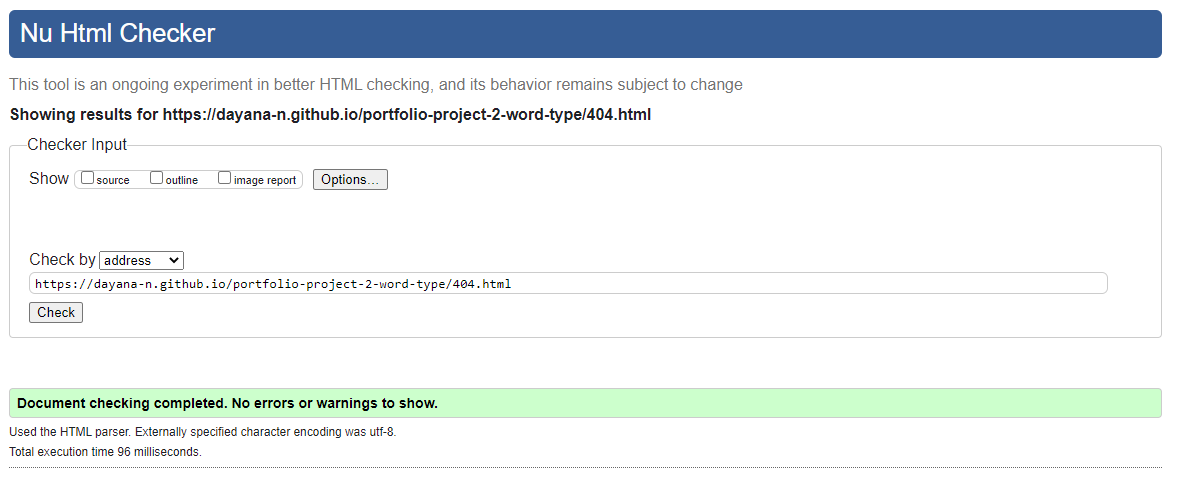 Nu Html Checker
This tool is an ongoing experiment in better HTML checking, and its behavior remains subject to change
Showing results for https://dayana-n.github.io/portfolio-project-2-word-type/404.html
Checker Input
Show source outline image report Options...
Check by address
https://dayana-n.github.io/portfolio-project-2-word-type/404.html
Check
Document checking completed. No errors or warnings to show.
Used the HTML parser. Externally specified character encoding was utf-8.
Total execution time 96 milliseconds.